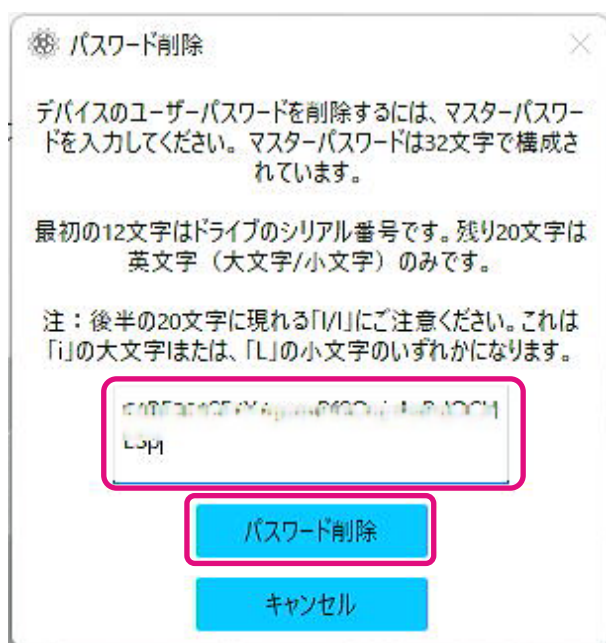 パスワード削除
デバイスのユーザーパスワードを削除するには、マスターパスワー
ドを入力してください。マスターパスワードは32文字で構成さ
れています。
最初の12文字はドライブのシリアル番号です。残り20文字は
英文字（大文字/小文字）のみです。
注：後半の20文字に現れる「I/l」にご注意ください。これは
「i」の大文字Iまたは、「L」の小文字のいずれかになります。
パスワード削除
キャンセル